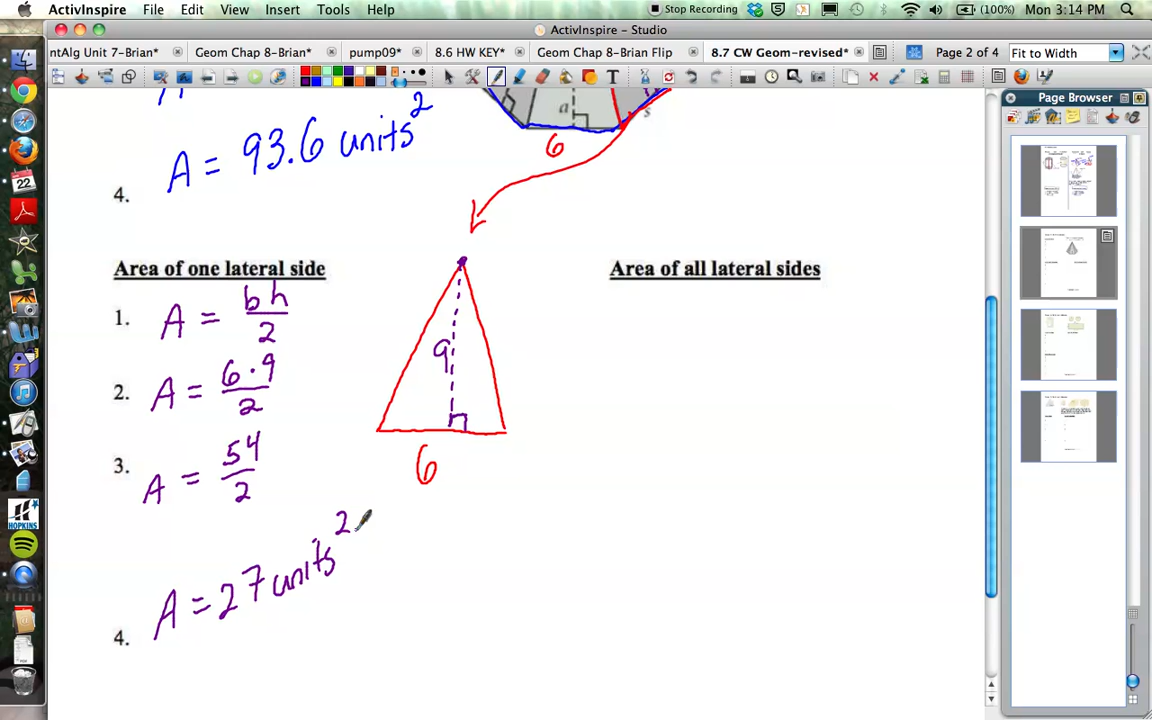 ActivInspire File Edit View Insert Tools Help Stop Recording (100%) Mon 3:14 PM
ActivInspire - Studio
ntAlg Unit 7-Brian* Geom Chap 8-Brian* pump09* 8.6 HW KEY* Geom Chap 8-Brian Flip 8.7 CW Geom-revised* Page 2 of 4 Fit to Width
Page Browser
a
s
6
A = 93.6 units²
4.
Area of one lateral side
Area of all lateral sides
1. A = bh/2
2. A = 6·9/2
9
3. A = 54/2
6
A = 27 units²
4.
22
HOPKINS